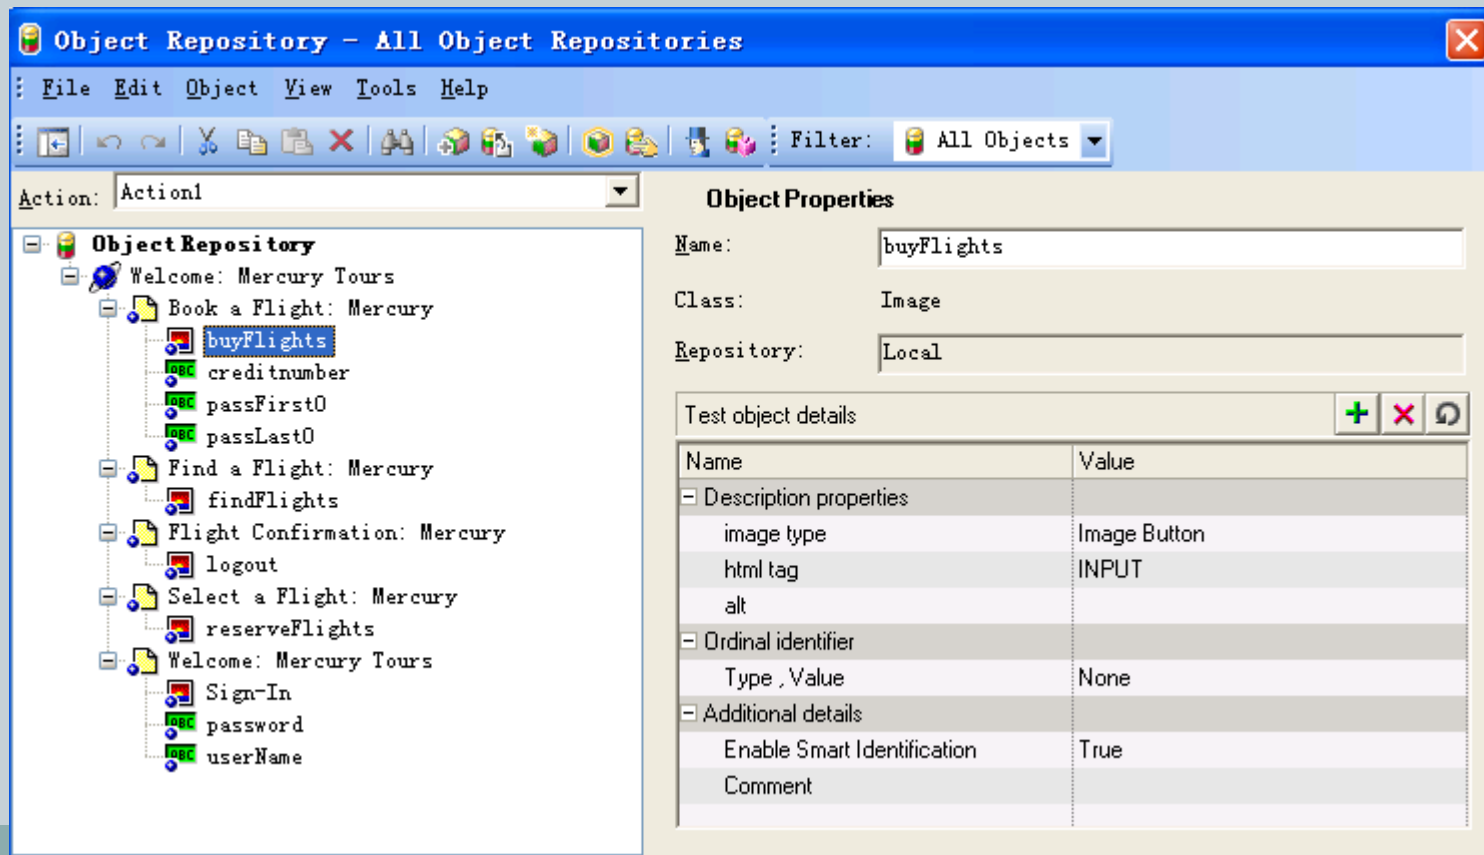 Object Repository - All Object Repositories
File Edit Object View Tools Help
Filter: All Objects
Action: Action1
Object Repository
Welcome: Mercury Tours
Book a Flight: Mercury
buyFlights
creditnumber
passFirst0
passLast0
Find a Flight: Mercury
findFlights
Flight Confirmation: Mercury
logout
Select a Flight: Mercury
reserveFlights
Welcome: Mercury Tours
Sign-In
password
userName
Object Properties
Name: buyFlights
Class: Image
Repository: Local
Test object details
Name Value
Description properties
image type Image Button
html tag INPUT
alt
Ordinal identifier
Type , Value None
Additional details
Enable Smart Identification True
Comment